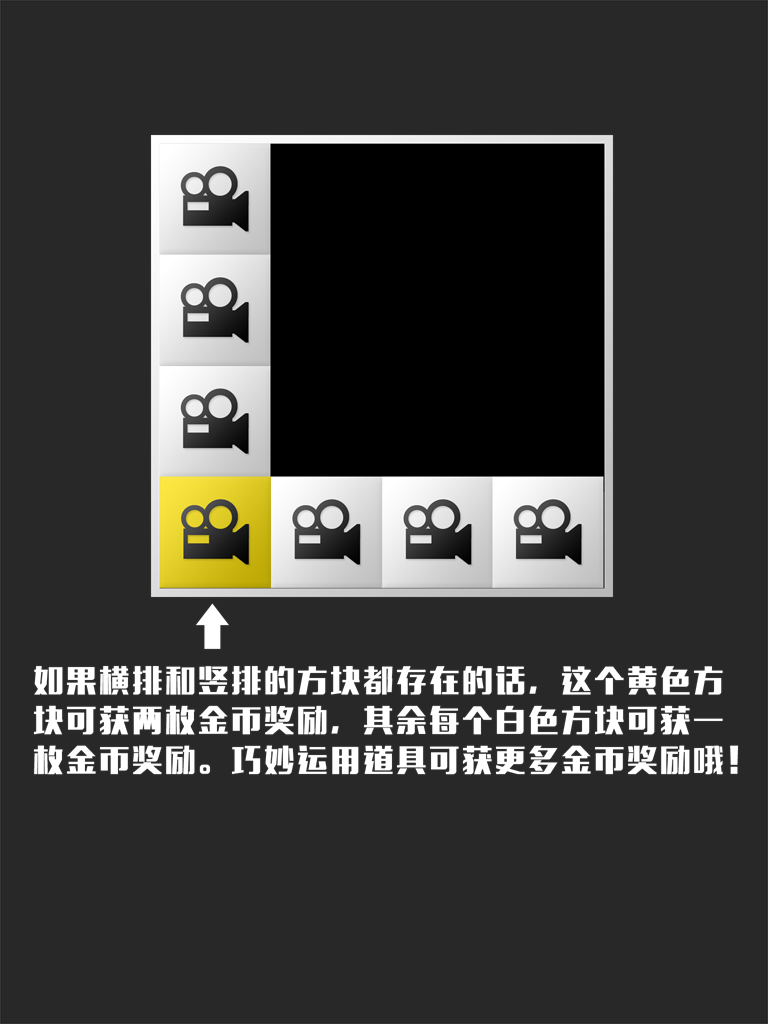 如果横排和竖排的方块都存在的话，这个黄色方
块可获两枚金币奖励，其余每个白色方块可获一
枚金币奖励。巧妙运用道具可获更多金币奖励哦！